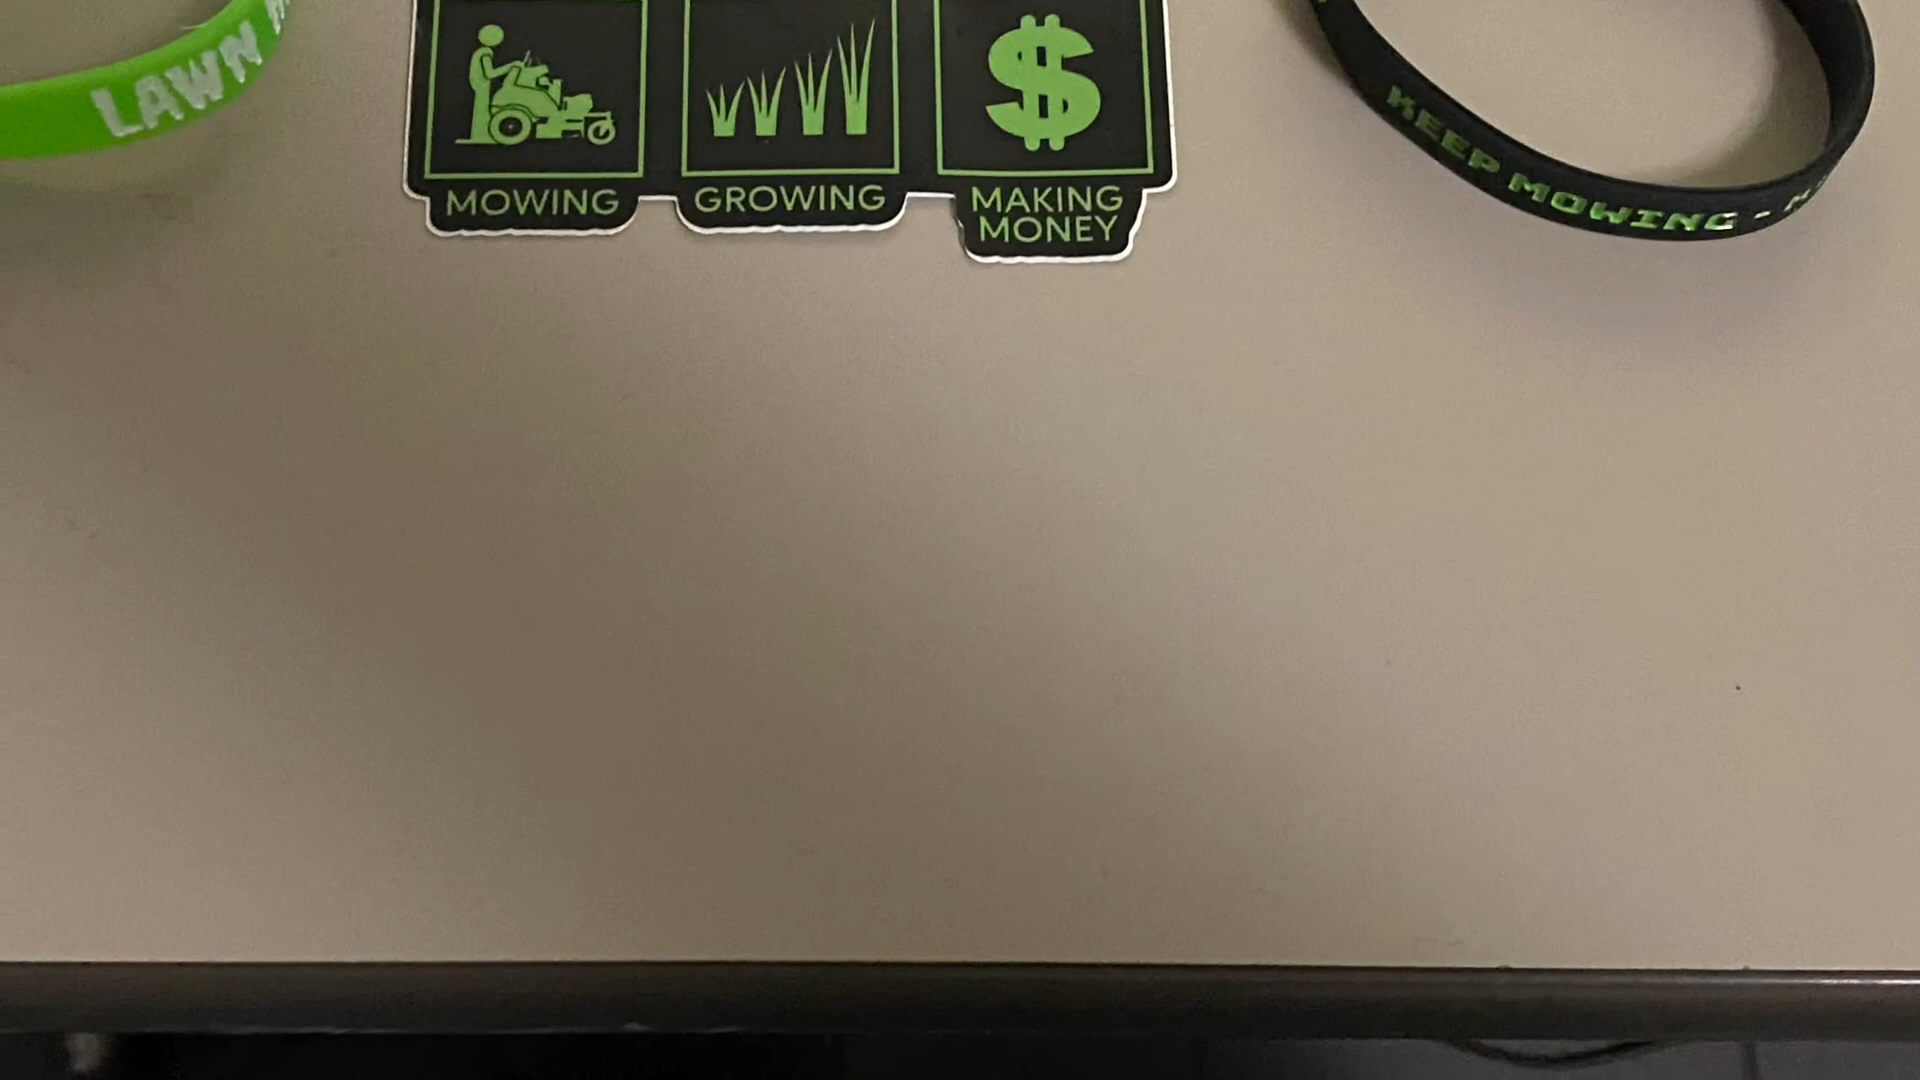 LAWN
MOWING
GROWING
MAKING
MONEY
KEEP MOWING -